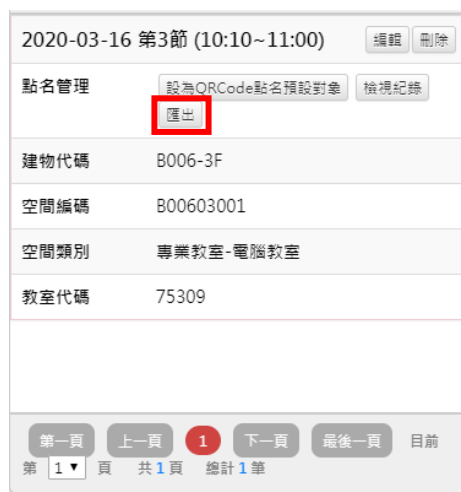 2020-03-16 第3節 (10:10~11:00) 編輯 刪除
點名管理 設為QRCode點名預設對象 檢視紀錄
匯出
建物代碼 B006-3F
空間編碼 B00603001
空間類別 專業教室-電腦教室
教室代碼 75309
第一頁 上一頁 1 下一頁 最後一頁 目前
第 1 頁 共1頁 總計1筆